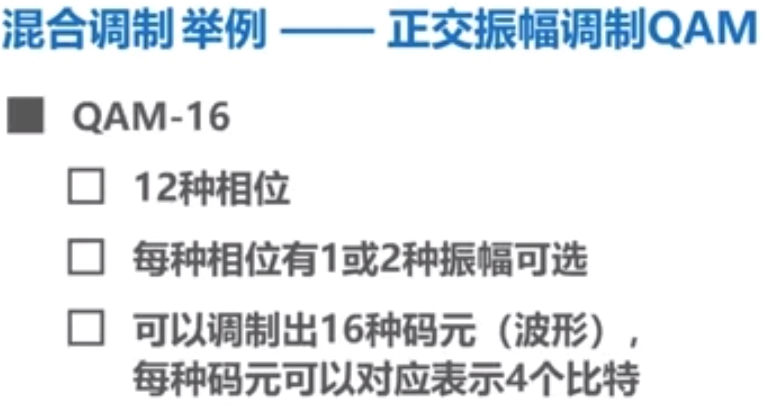 混合调制 举例 —— 正交振幅调制QAM
QAM-16
12种相位
每种相位有1或2种振幅可选
可以调制出16种码元（波形），
每种码元可以对应表示4个比特